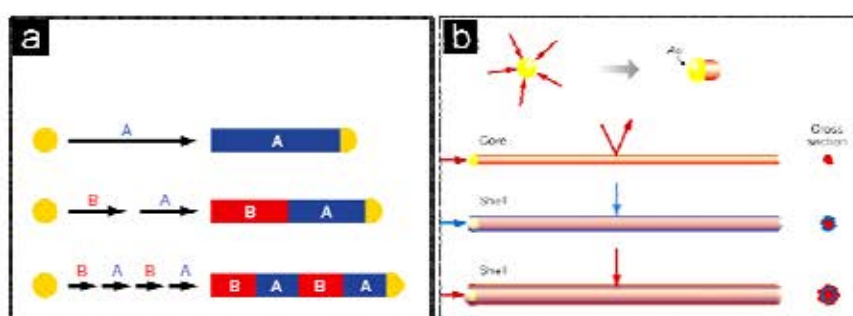 a
A
A
B A
B A
B A B A
B A B A
b
Au
Core
Cross
section
Shell
Shell